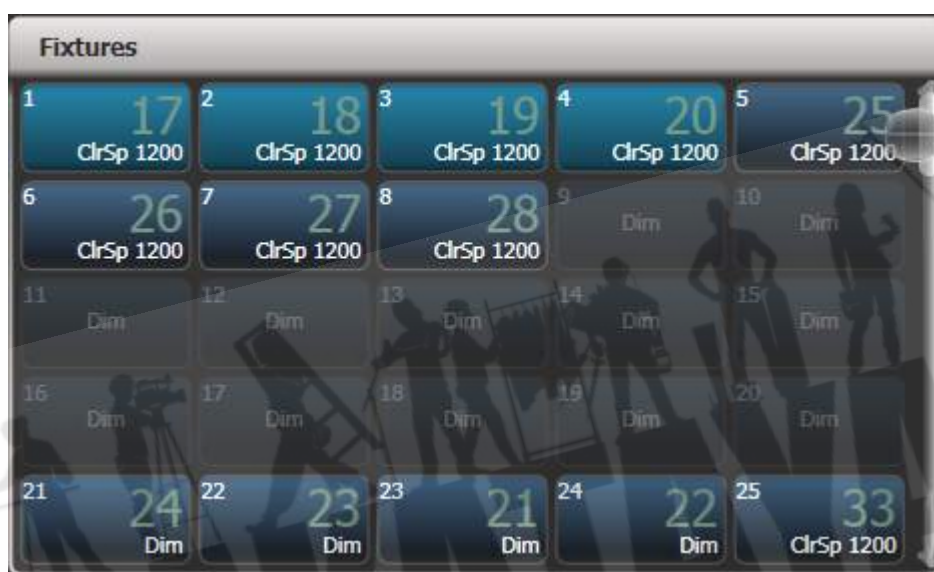 Fixtures
1 17 2 18 3 19 4 20 5 25
ClrSp 1200 ClrSp 1200 ClrSp 1200 ClrSp 1200 ClrSp 1200
6 26 7 27 8 28 9 10
ClrSp 1200 ClrSp 1200 ClrSp 1200 Dim Dim
11 12 13 14 15
Dim Dim Dim Dim Dim
16 17 18 19 20
Dim Dim Dim Dim Dim
21 24 22 23 23 21 24 22 25 33
Dim Dim Dim Dim ClrSp 1200